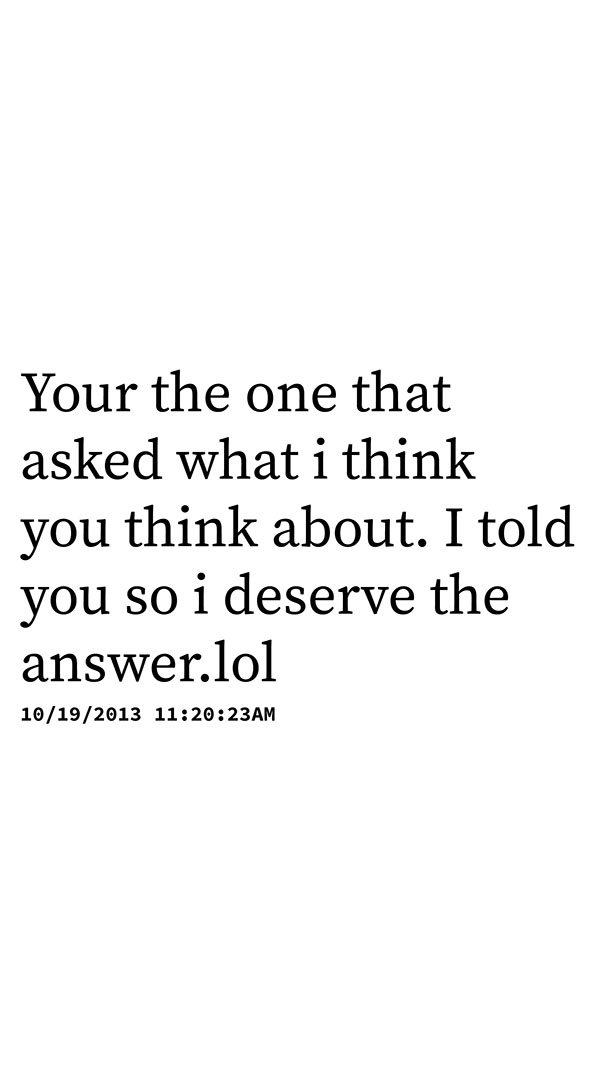 Your the one that
asked what i think
you think about. I told
you so i deserve the
answer.lol
10/19/2013 11:20:23AM